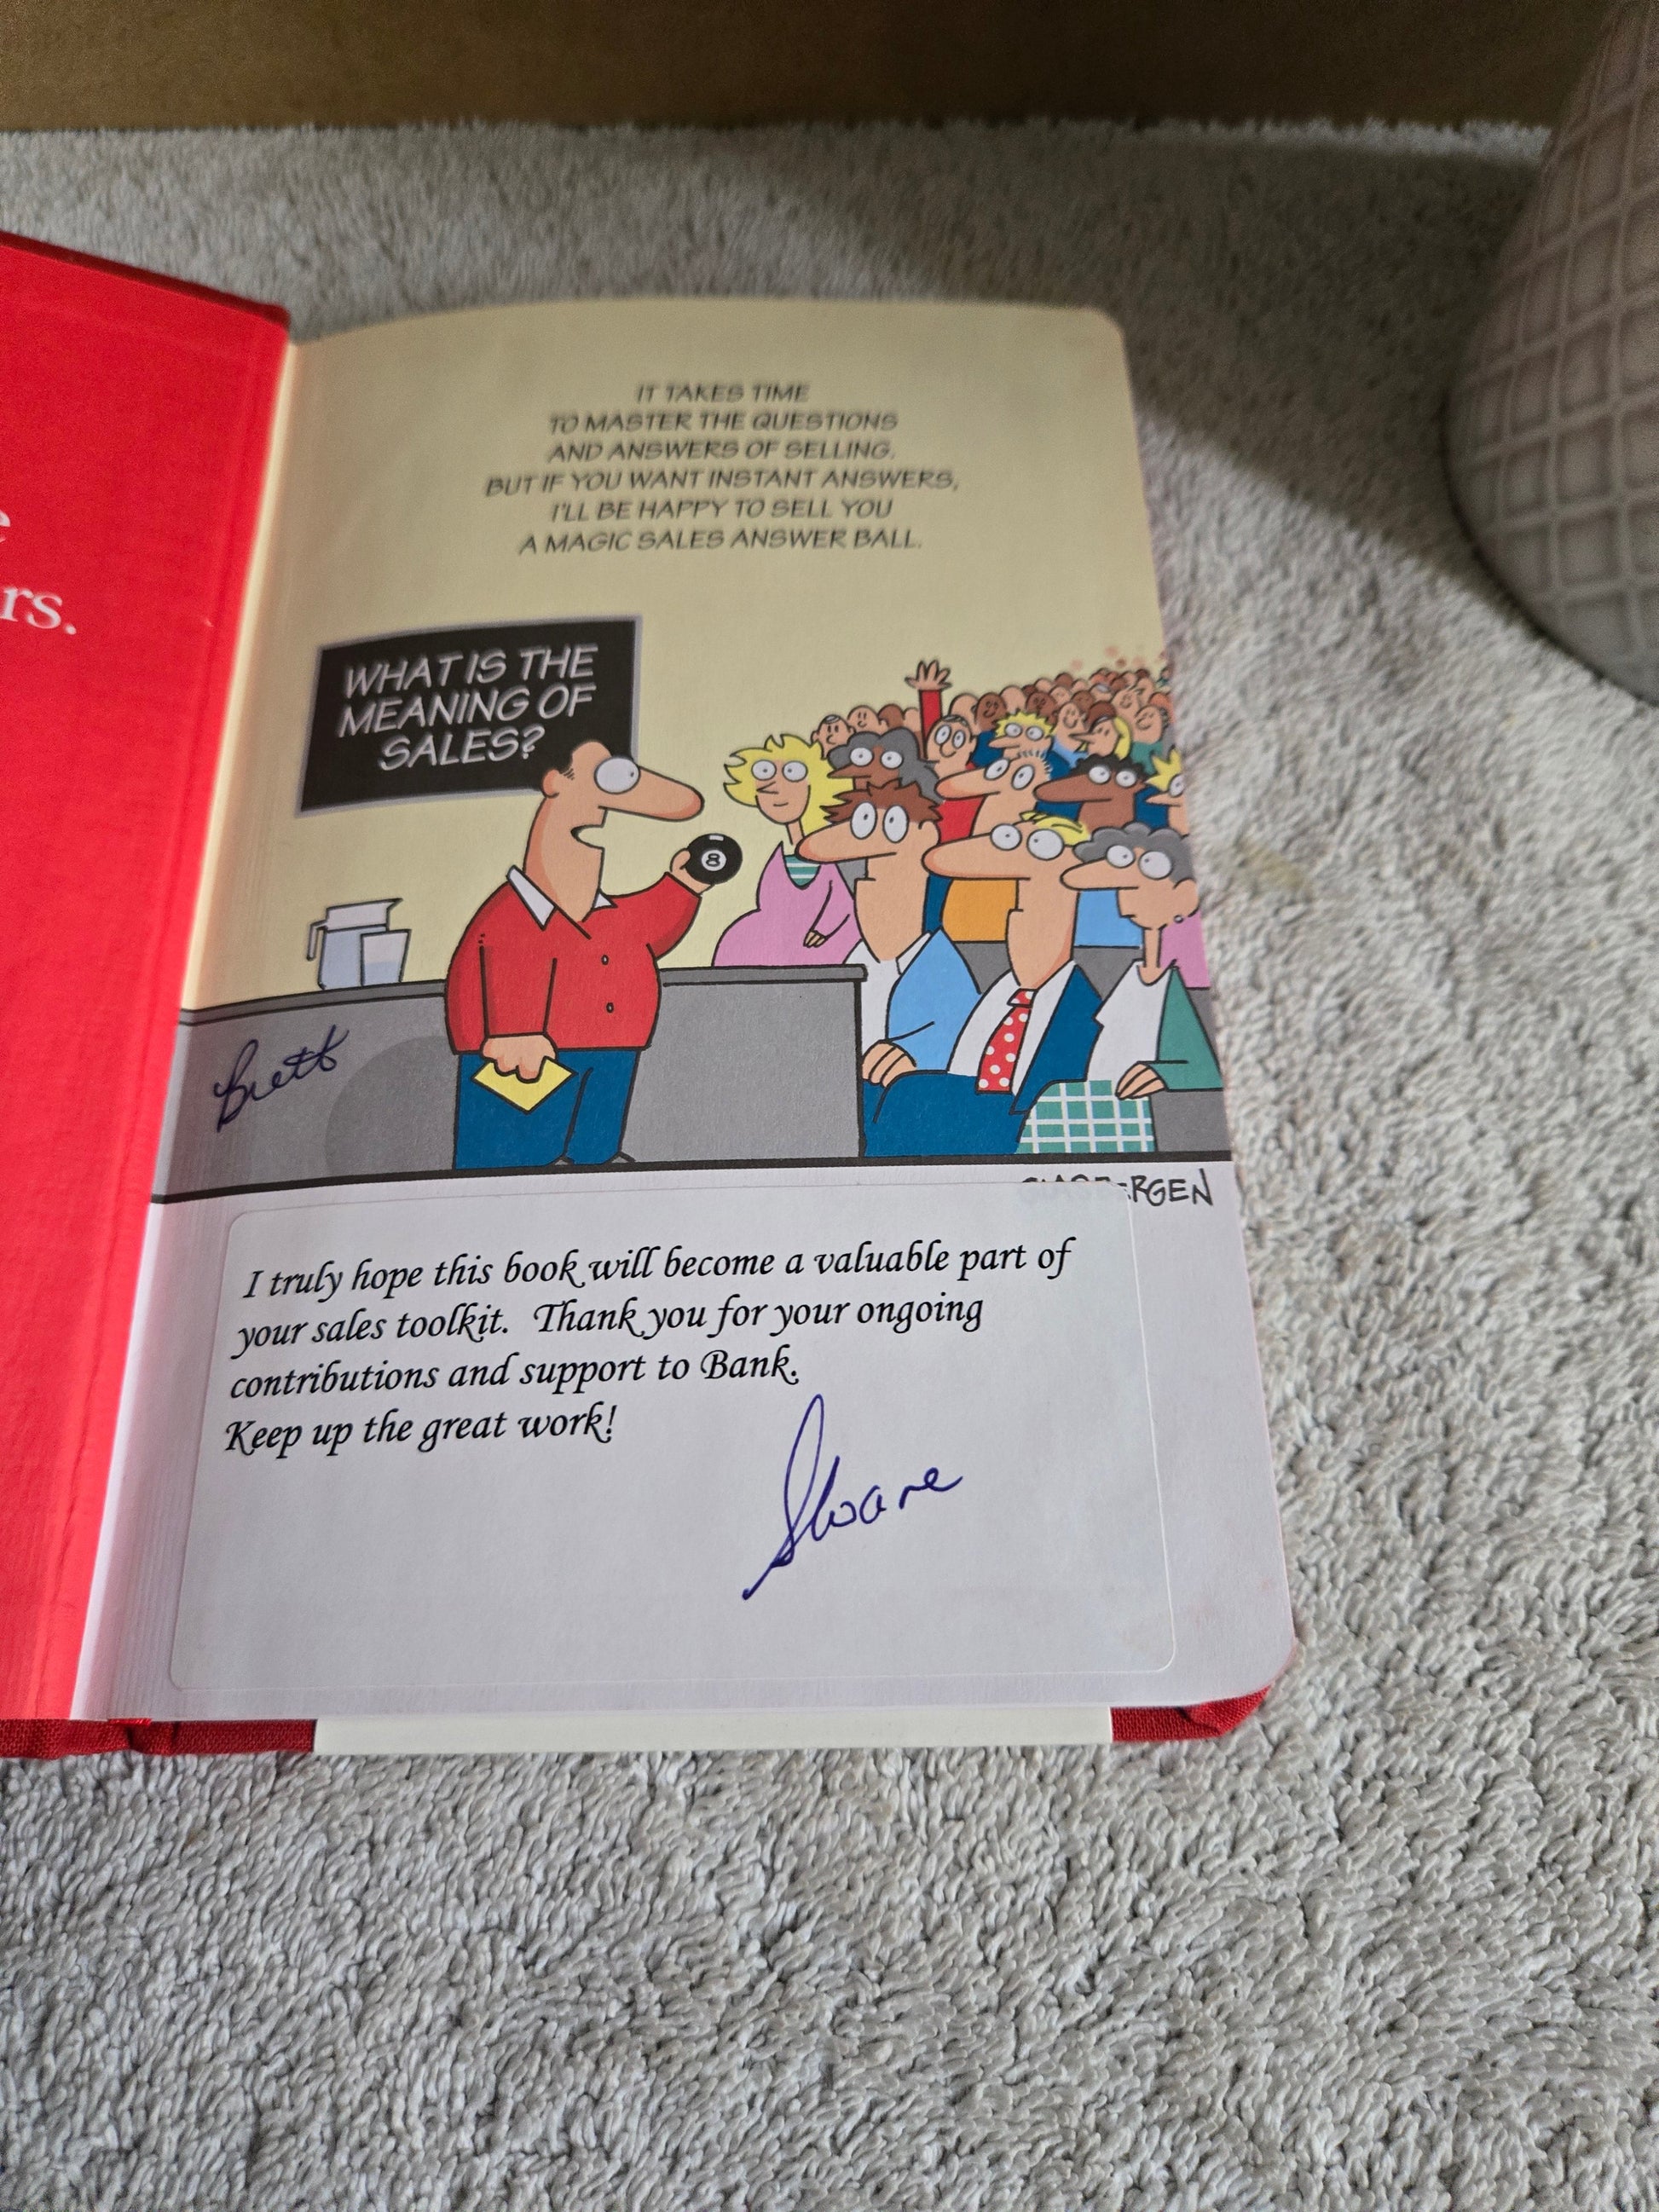 rs.
IT TAKES TIME
TO MASTER THE QUESTIONS
AND ANSWERS OF SELLING.
BUT IF YOU WANT INSTANT ANSWERS,
I'LL BE HAPPY TO SELL YOU
A MAGIC SALES ANSWER BALL.
WHAT IS THE
MEANING OF
SALES?
8
Brett
I truly hope this book will become a valuable part of
your sales toolkit. Thank you for your ongoing
contributions and support to Bank.
Keep up the great work!
Sloane